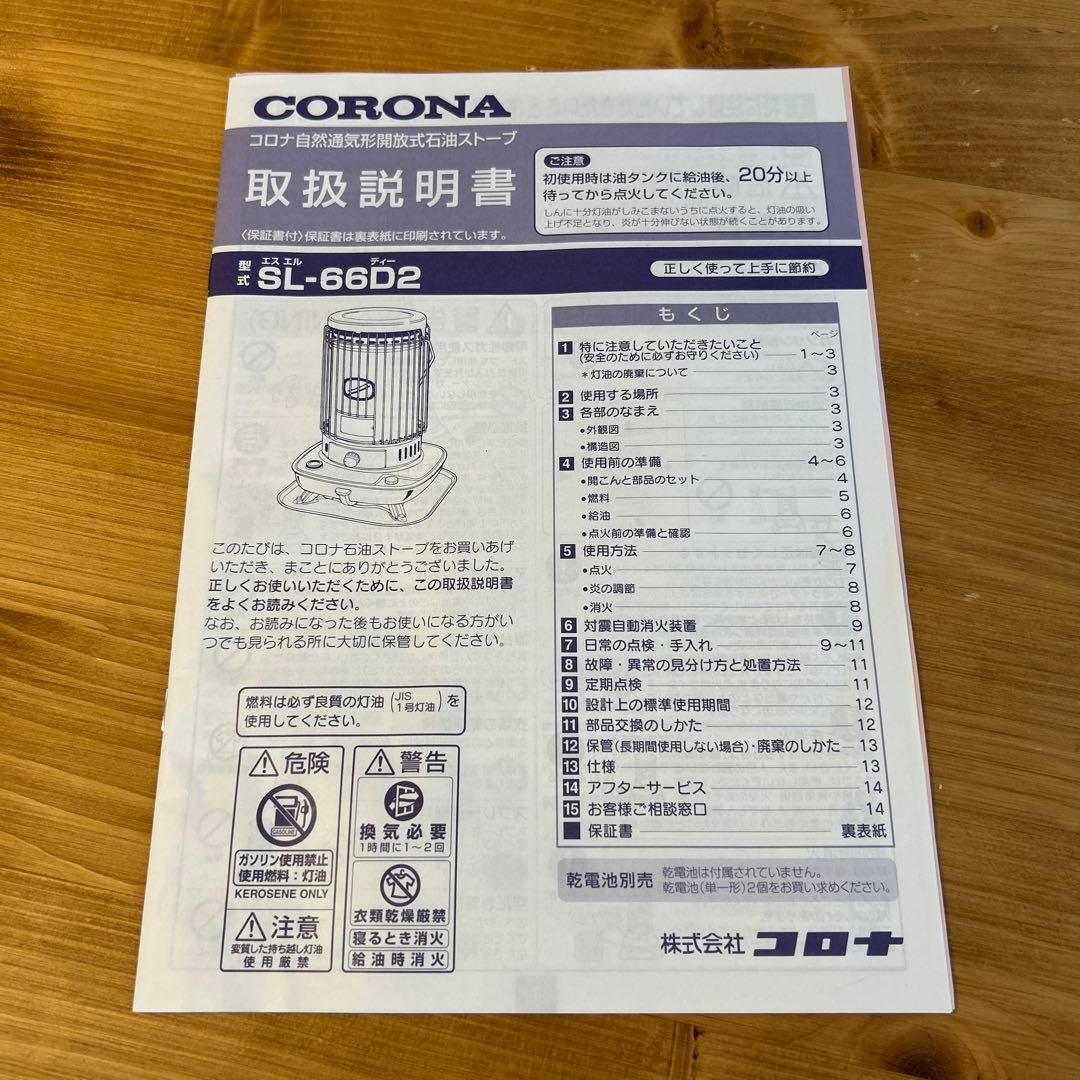 CORONA
コロナ自然通気形開放式石油ストーブ
取扱説明書
〈保証書付〉保証書は裏表紙に印刷されています。
ご注意
初使用時は油タンクに給油後、20分以上
待ってから点火してください。
しんに十分灯油がしみこまないうちに点火すると、灯油の吸い
上げ不足となり、炎が十分伸びない状態が続くことがあります。
エス エル ディー
型式 SL-66D2
正しく使って上手に節約
このたびは、コロナ石油ストーブをお買いあげ
いただき、まことにありがとうございました。
正しくお使いいただくために、この取扱説明書
をよくお読みください。
なお、お読みになった後もお使いになる方がい
つでも見られる所に大切に保管してください。
燃料は必ず良質の灯油(JIS 1号灯油)を
使用してください。
危険
GASOLINE
ガソリン使用禁止
使用燃料：灯油
KEROSENE ONLY
注意
変質した持ち越し灯油
使用厳禁
警告
換気必要
1時間に1～2回
衣類乾燥厳禁
寝るとき消火
給油時消火
もくじ
ページ
1 特に注意していただきたいこと
(安全のために必ずお守りください) 1～3
＊灯油の廃棄について 3
2 使用する場所 3
3 各部のなまえ 3
•外観図 3
•構造図 3
4 使用前の準備 4～6
•開こんと部品のセット 4
•燃料 5
•給油 6
•点火前の準備と確認 6
5 使用方法 7～8
•点火 7
•炎の調節 8
•消火 8
6 対震自動消火装置 9
7 日常の点検・手入れ 9～11
8 故障・異常の見分け方と処置方法 11
9 定期点検 11
10 設計上の標準使用期間 12
11 部品交換のしかた 12
12 保管(長期間使用しない場合)・廃棄のしかた 13
13 仕様 13
14 アフターサービス 14
15 お客様ご相談窓口 14
■ 保証書 裏表紙
乾電池別売
乾電池は付属されていません。
乾電池(単一形)2個をお買い求めください。
株式会社 コロナ